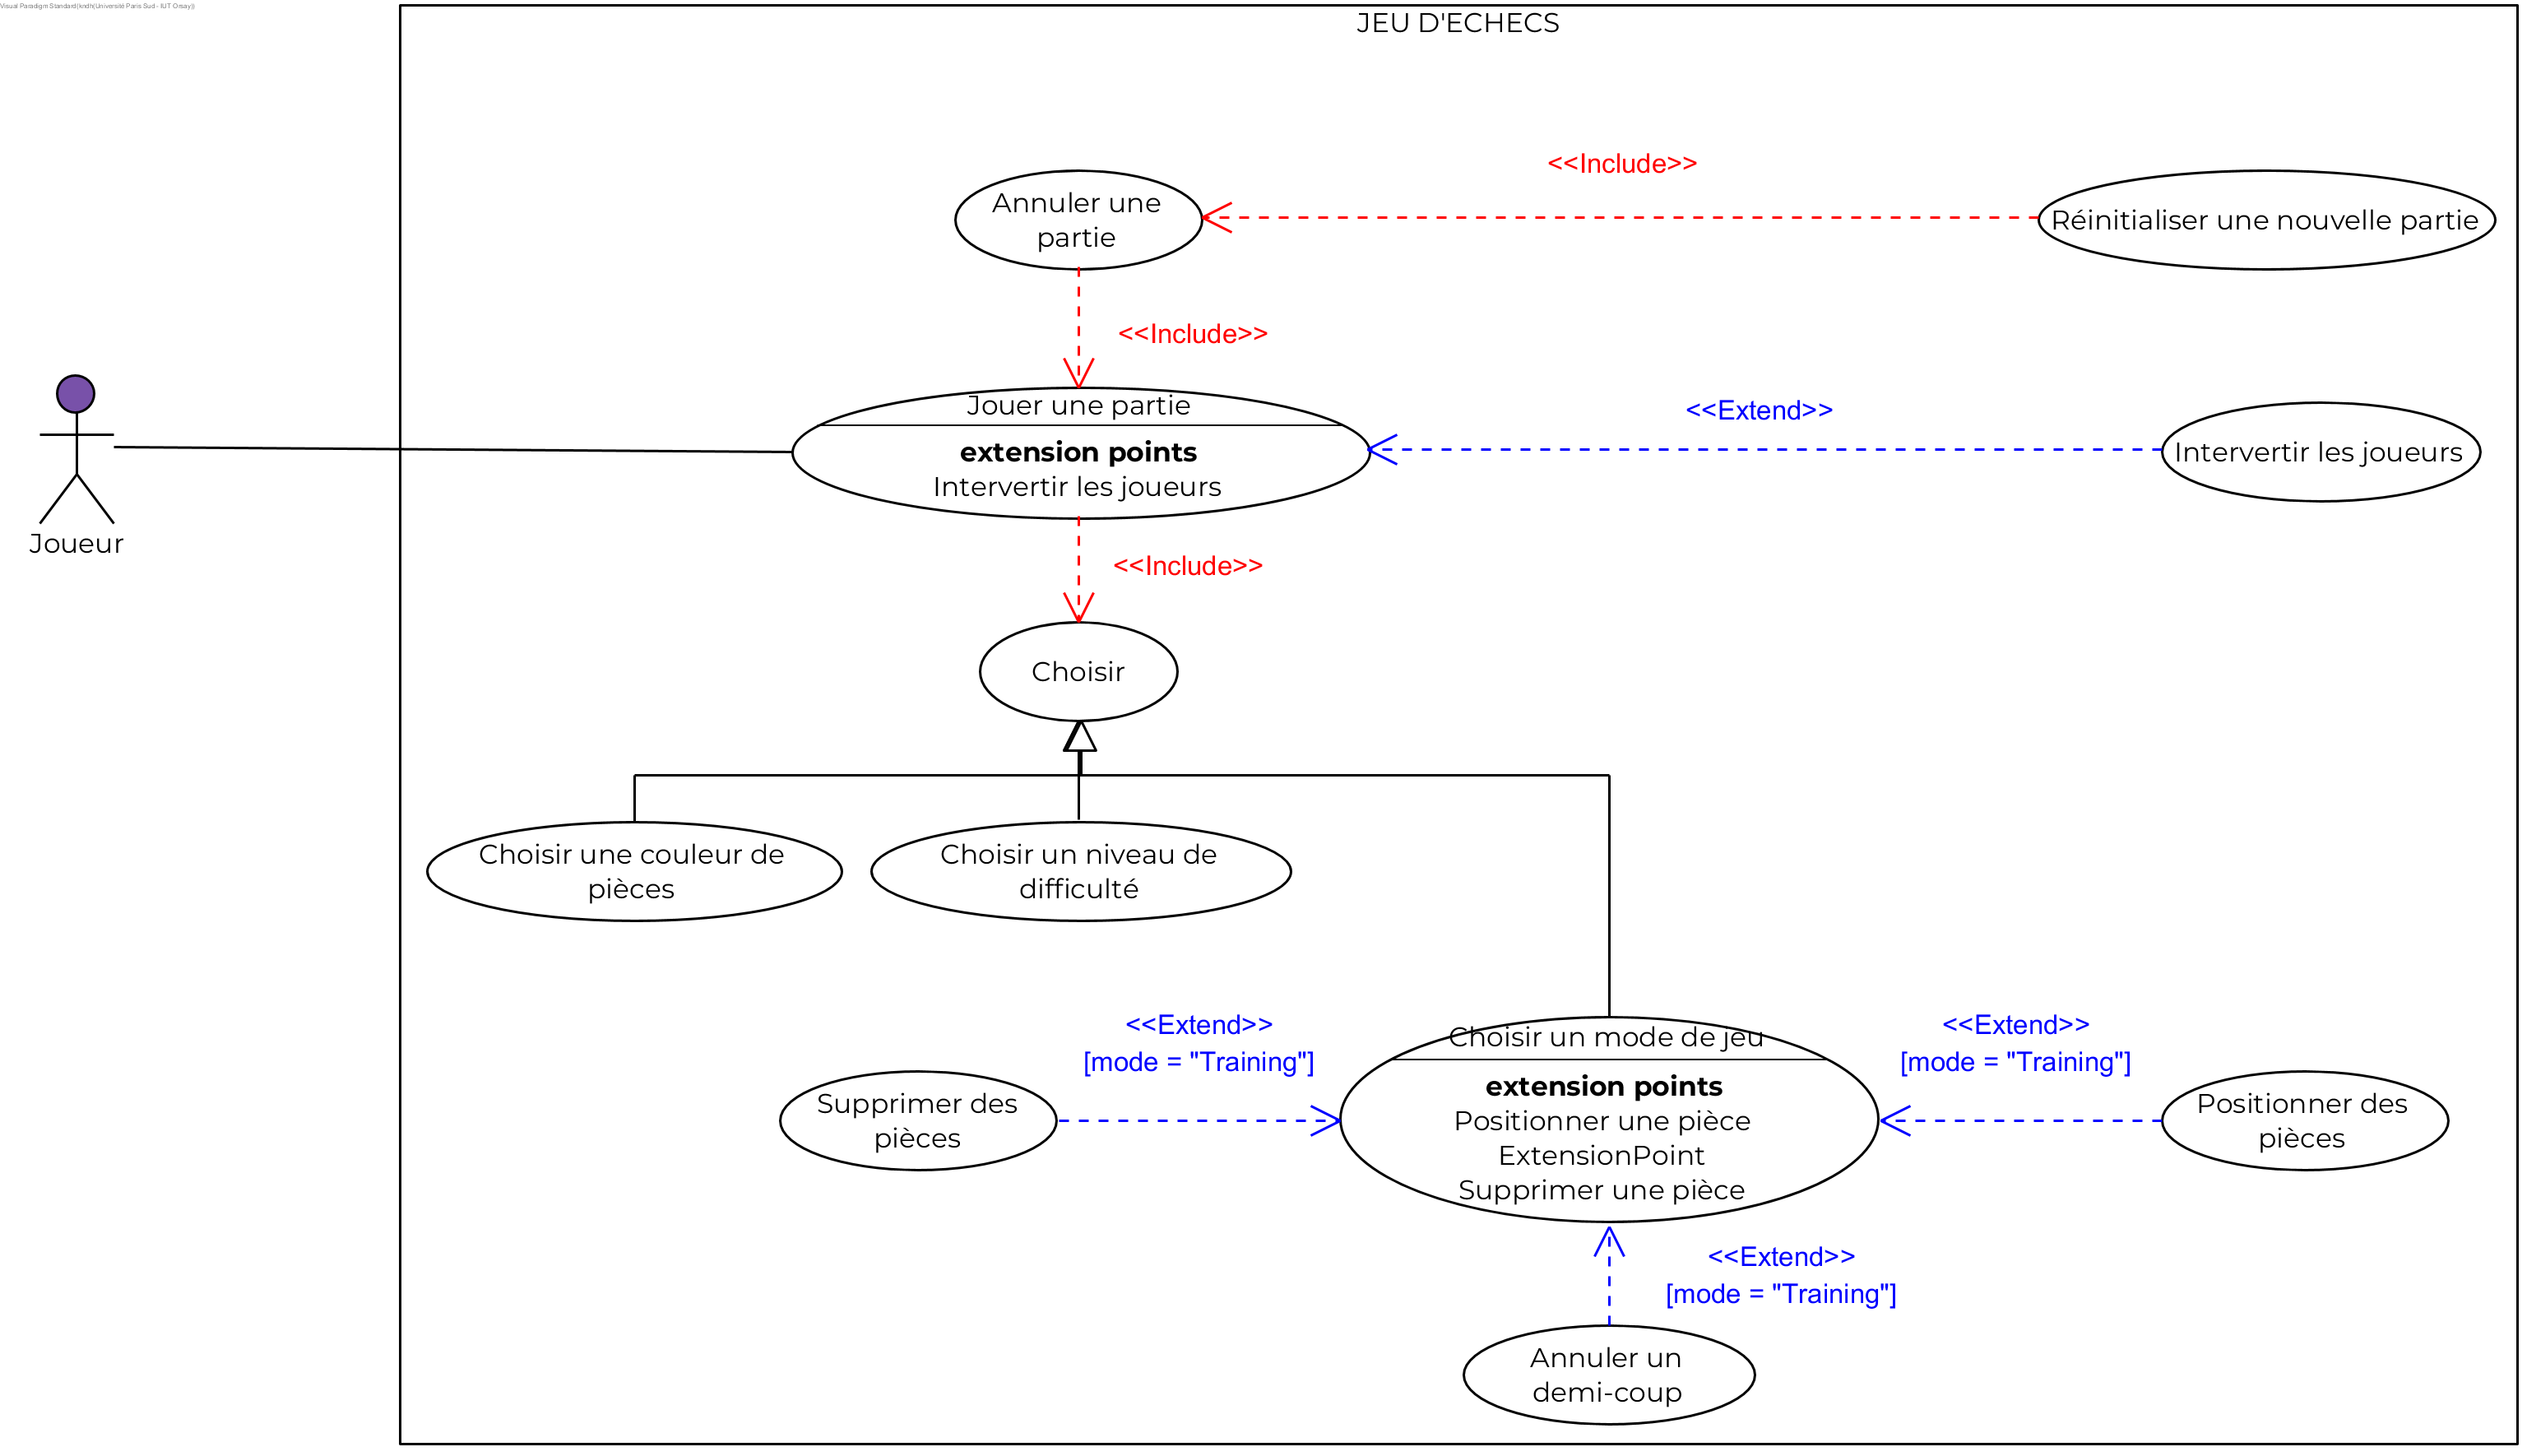 Visual Paradigm Standard(kndh(Université Paris Sud - IUT Orsay))
JEU D'ECHECS
<<Include>>
Annuler une
partie
Réinitialiser une nouvelle partie
<<Include>>
Jouer une partie
extension points
Intervertir les joueurs
<<Extend>>
Intervertir les joueurs
Joueur
<<Include>>
Choisir
Choisir une couleur de
pièces
Choisir un niveau de
difficulté
<<Extend>>
[mode = "Training"]
Supprimer des
pièces
Choisir un mode de jeu
extension points
Positionner une pièce
ExtensionPoint
Supprimer une pièce
<<Extend>>
[mode = "Training"]
Positionner des
pièces
<<Extend>>
[mode = "Training"]
Annuler un
demi-coup